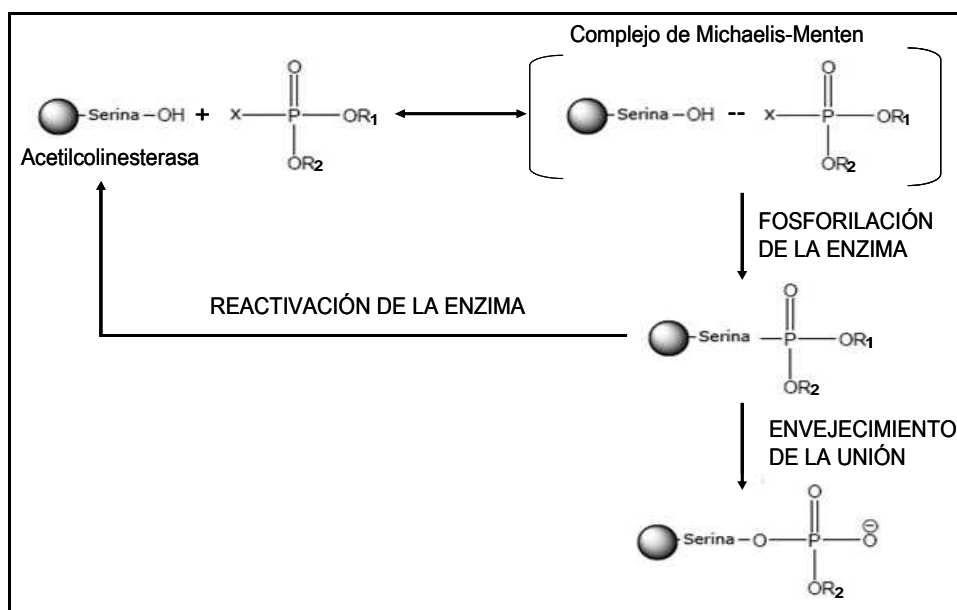 Complejo de Michaelis-Menten
O
O
Serina—OH + X—P—OR1
Serina—OH -- X—P—OR1
OR2
OR2
Acetilcolinesterasa
FOSFORILACIÓN
DE LA ENZIMA
REACTIVACIÓN DE LA ENZIMA
O
Serina—P—OR1
OR2
ENVEJECIMIENTO
DE LA UNIÓN
O
Serina—O—P—O⊖
OR2